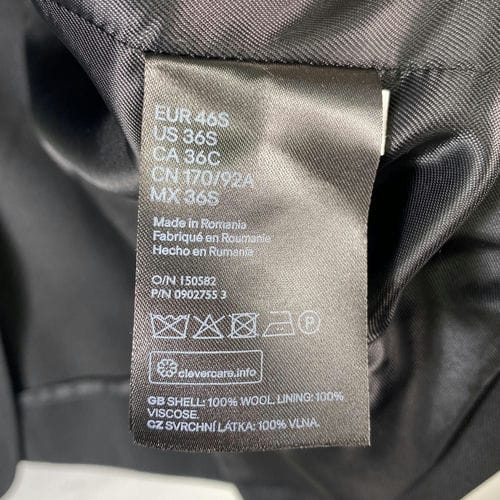 EUR 46S
US 36S
CA 36C
CN 170/92A
MX 36S
Made in Romania
Fabriqué en Roumanie
Hecho en Rumanía
O/N 150582
P/N 0902755 3
P
clevercare.info
GB SHELL: 100% WOOL LINING: 100%
VISCOSE.
CZ SVRCHNÍ LÁTKA: 100% VLNA.